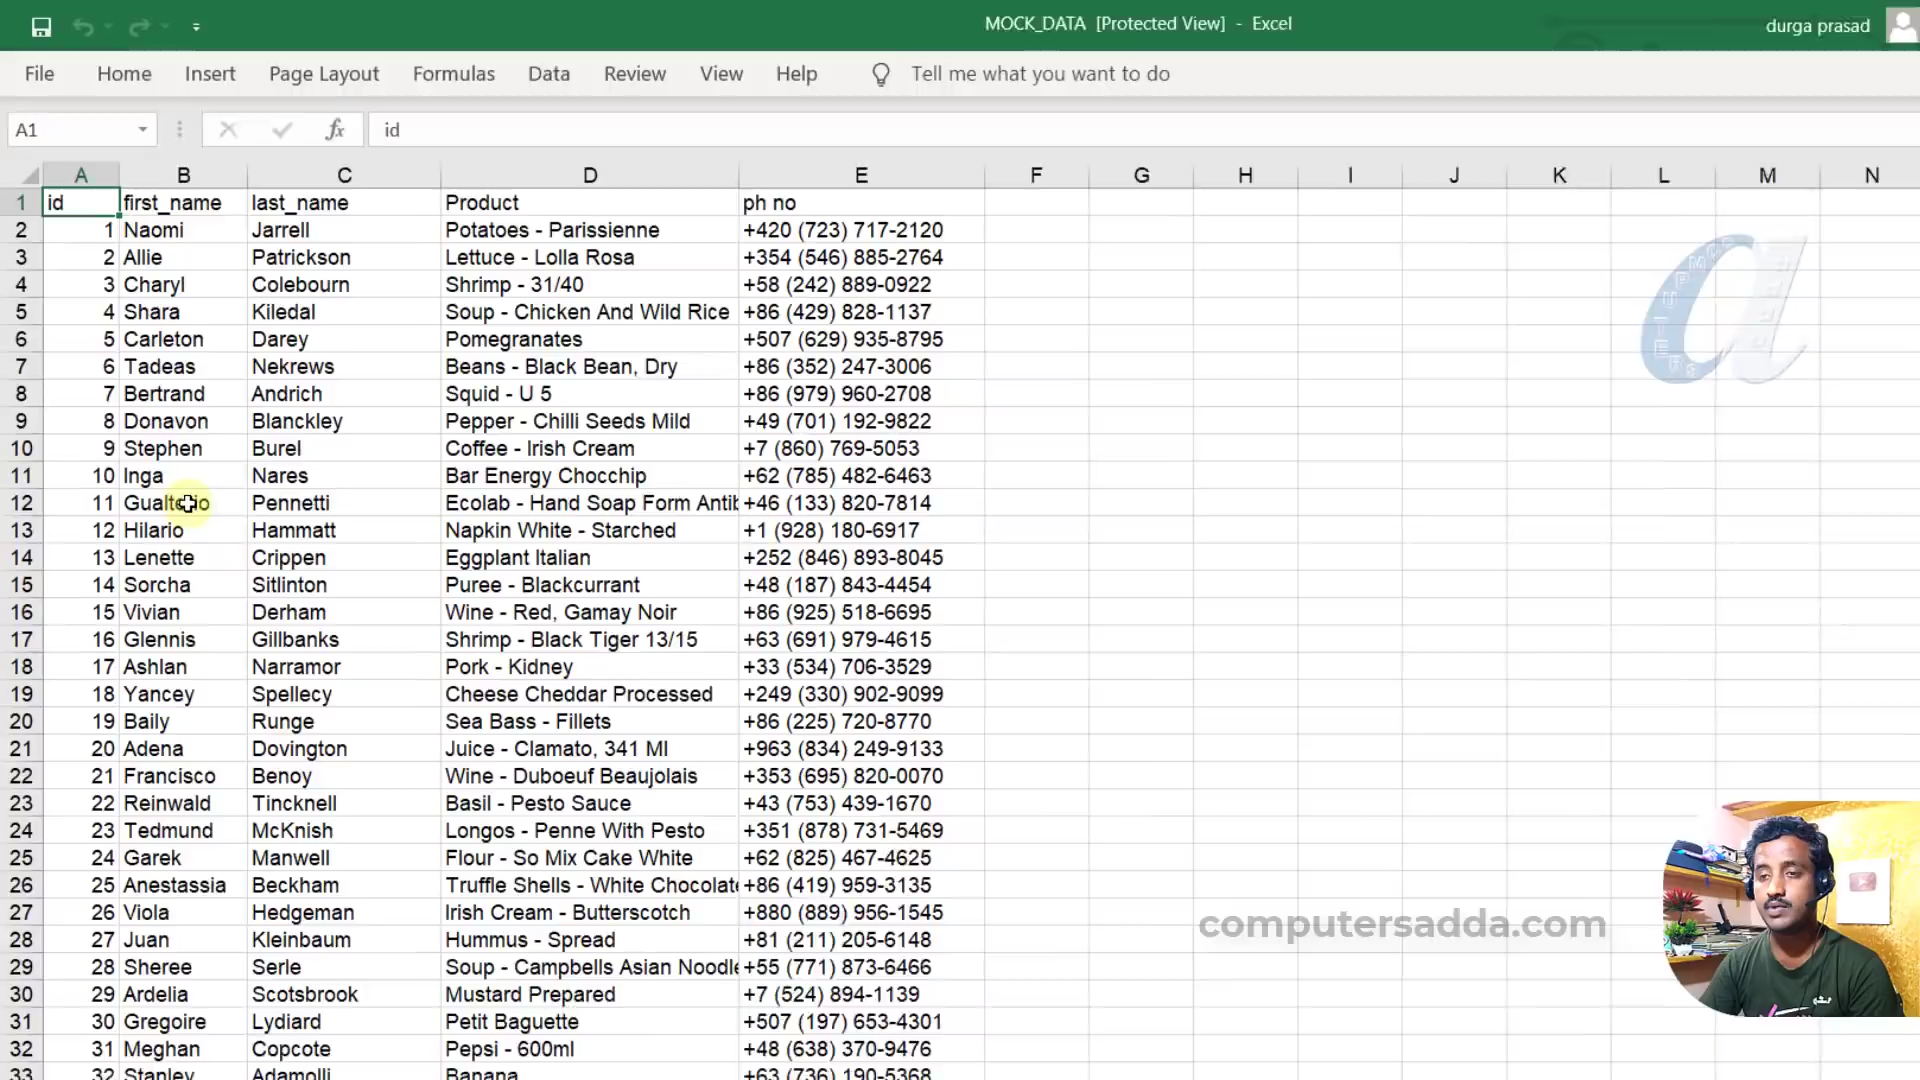 MOCK_DATA [Protected View] - Excel
durga prasad
File Home Insert Page Layout Formulas Data Review View Help Tell me what you want to do
A1 fx id
A B C D E F G H I J K L M N
1 id first_name last_name Product ph no
2 1 Naomi Jarrell Potatoes - Parissienne +420 (723) 717-2120
3 2 Allie Patrickson Lettuce - Lolla Rosa +354 (546) 885-2764
4 3 Charyl Colebourn Shrimp - 31/40 +58 (242) 889-0922
5 4 Shara Kiledal Soup - Chicken And Wild Rice +86 (429) 828-1137
6 5 Carleton Darey Pomegranates +507 (629) 935-8795
7 6 Tadeas Nekrews Beans - Black Bean, Dry +86 (352) 247-3006
8 7 Bertrand Andrich Squid - U 5 +86 (979) 960-2708
9 8 Donavon Blanckley Pepper - Chilli Seeds Mild +49 (701) 192-9822
10 9 Stephen Burel Coffee - Irish Cream +7 (860) 769-5053
11 10 Inga Nares Bar Energy Chocchip +62 (785) 482-6463
12 11 Pennetti Ecolab - Hand Soap Form Antib +46 (133) 820-7814
13 12 Hilario Hammatt Napkin White - Starched +1 (928) 180-6917
14 13 Lenette Crippen Eggplant Italian +252 (846) 893-8045
15 14 Sorcha Sitlinton Puree - Blackcurrant +48 (187) 843-4454
16 15 Vivian Derham Wine - Red, Gamay Noir +86 (925) 518-6695
17 16 Glennis Gillbanks Shrimp - Black Tiger 13/15 +63 (691) 979-4615
18 17 Ashlan Narramor Pork - Kidney +33 (534) 706-3529
19 18 Yancey Spellecy Cheese Cheddar Processed +249 (330) 902-9099
20 19 Baily Runge Sea Bass - Fillets +86 (225) 720-8770
21 20 Adena Dovington Juice - Clamato, 341 Ml +963 (834) 249-9133
22 21 Francisco Benoy Wine - Duboeuf Beaujolais +353 (695) 820-0070
23 22 Reinwald Tincknell Basil - Pesto Sauce +43 (753) 439-1670
24 23 Tedmund McKnish Longos - Penne With Pesto +351 (878) 731-5469
25 24 Garek Manwell Flour - So Mix Cake White +62 (825) 467-4625
26 25 Anestassia Beckham Truffle Shells - White Chocolate +86 (419) 959-3135
27 26 Viola Hedgeman Irish Cream - Butterscotch +880 (889) 956-1545
28 27 Juan Kleinbaum Hummus - Spread +81 (211) 205-6148
29 28 Sheree Serle Soup - Campbells Asian Noodle +55 (771) 873-6466
30 29 Ardelia Scotsbrook Mustard Prepared +7 (524) 894-1139
31 30 Gregoire Lydiard Petit Baguette +507 (197) 653-4301
32 31 Meghan Copcote Pepsi - 600ml +48 (638) 370-9476
33 32 Stanley Adamolli Banana +63 (736) 190-5368
computersadda.com